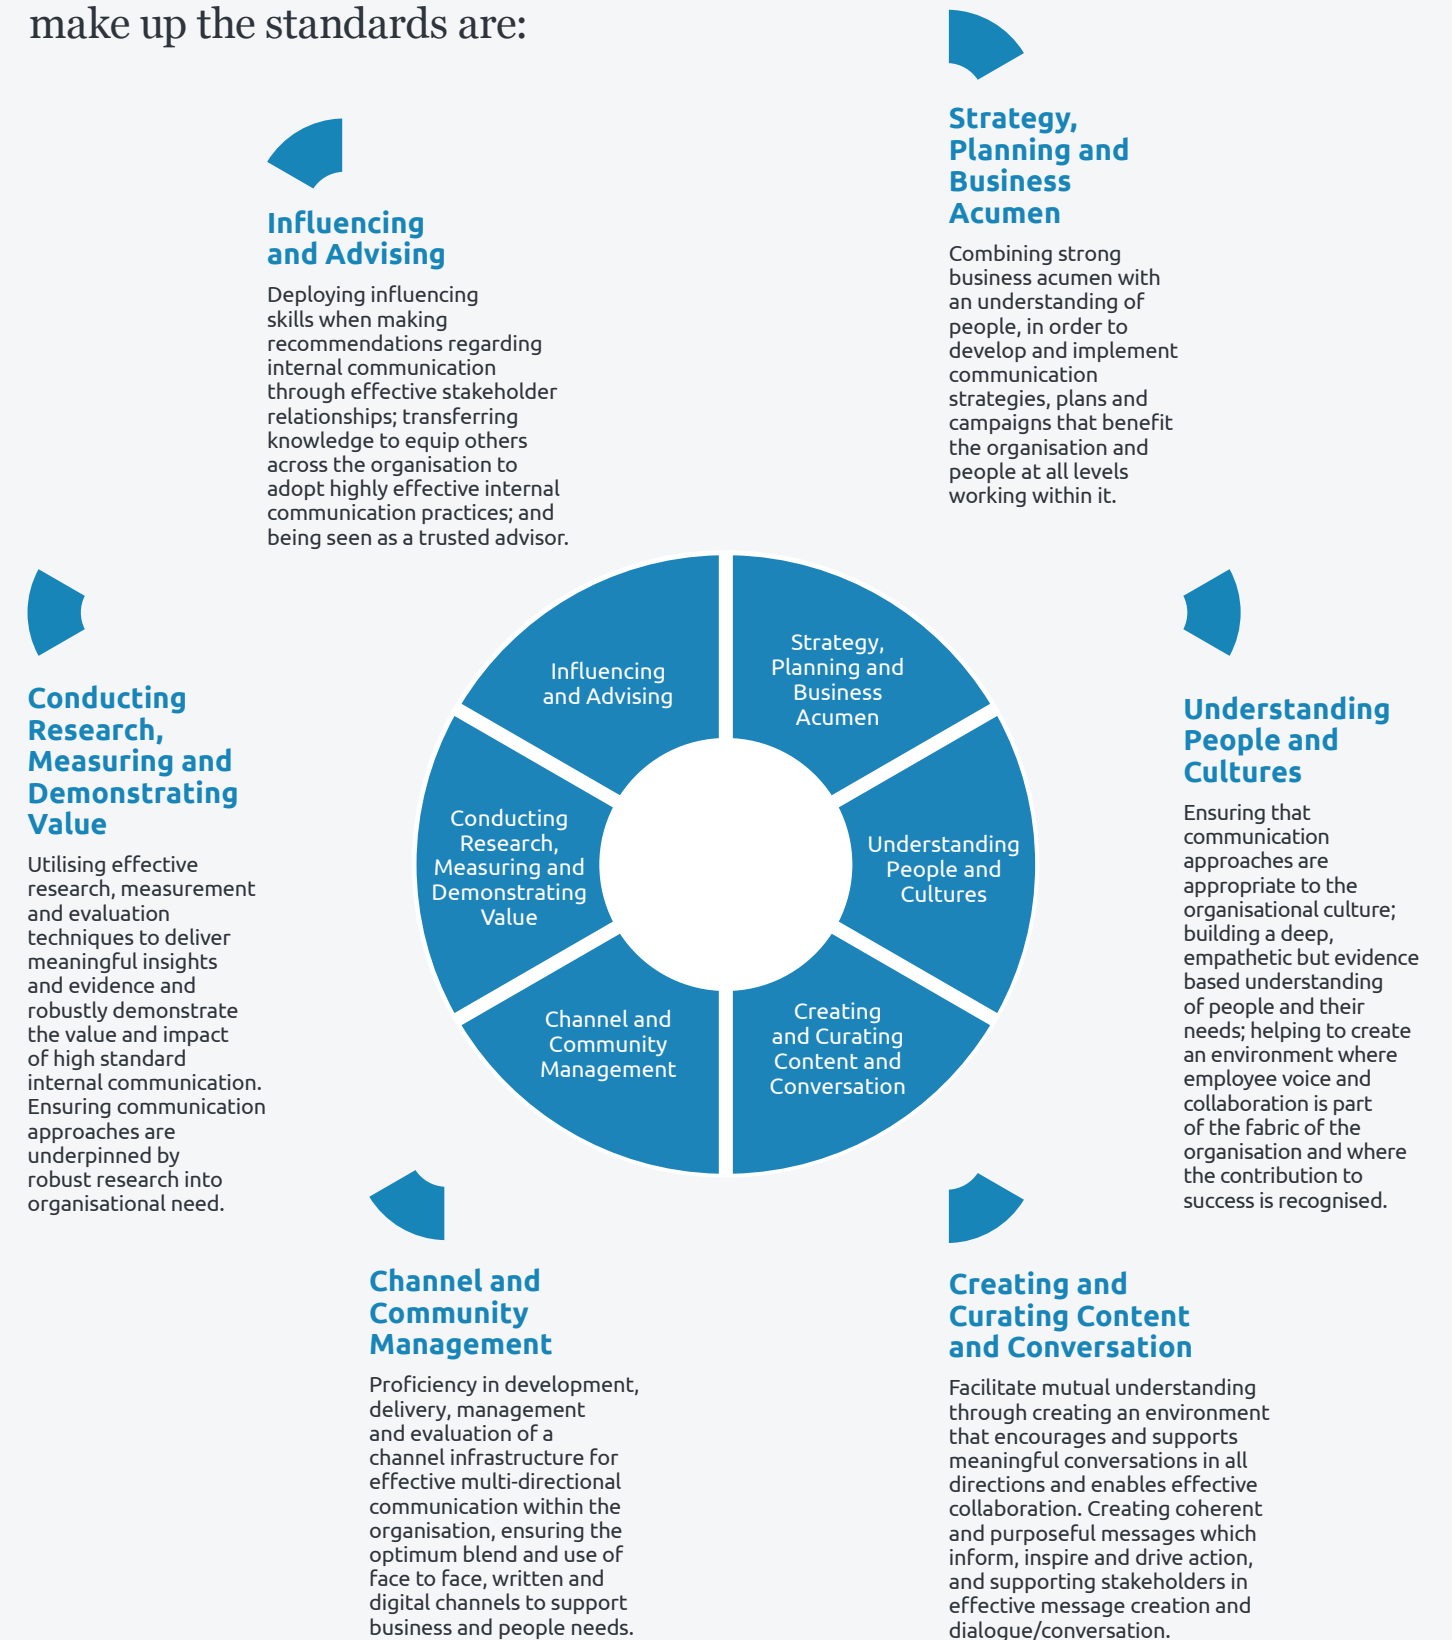 make up the standards are:
Strategy,
Planning and
Business
Acumen
Combining strong
business acumen with
an understanding of
people, in order to
develop and implement
communication
strategies, plans and
campaigns that benefit
the organisation and
people at all levels
working within it.
Influencing
and Advising
Deploying influencing
skills when making
recommendations regarding
internal communication
through effective stakeholder
relationships; transferring
knowledge to equip others
across the organisation to
adopt highly effective internal
communication practices; and
being seen as a trusted advisor.
Influencing
and Advising
Strategy,
Planning and
Business
Acumen
Conducting
Research,
Measuring and
Demonstrating
Value
Understanding
People and
Cultures
Channel and
Community
Management
Creating
and Curating
Content and
Conversation
Conducting
Research,
Measuring and
Demonstrating
Value
Utilising effective
research, measurement
and evaluation
techniques to deliver
meaningful insights
and evidence and
robustly demonstrate
the value and impact
of high standard
internal communication.
Ensuring communication
approaches are
underpinned by
robust research into
organisational need.
Understanding
People and
Cultures
Ensuring that
communication
approaches are
appropriate to the
organisational culture;
building a deep,
empathetic but evidence
based understanding
of people and their
needs; helping to create
an environment where
employee voice and
collaboration is part
of the fabric of the
organisation and where
the contribution to
success is recognised.
Channel and
Community
Management
Proficiency in development,
delivery, management
and evaluation of a
channel infrastructure for
effective multi-directional
communication within the
organisation, ensuring the
optimum blend and use of
face to face, written and
digital channels to support
business and people needs.
Creating and
Curating Content
and Conversation
Facilitate mutual understanding
through creating an environment
that encourages and supports
meaningful conversations in all
directions and enables effective
collaboration. Creating coherent
and purposeful messages which
inform, inspire and drive action,
and supporting stakeholders in
effective message creation and
dialogue/conversation.